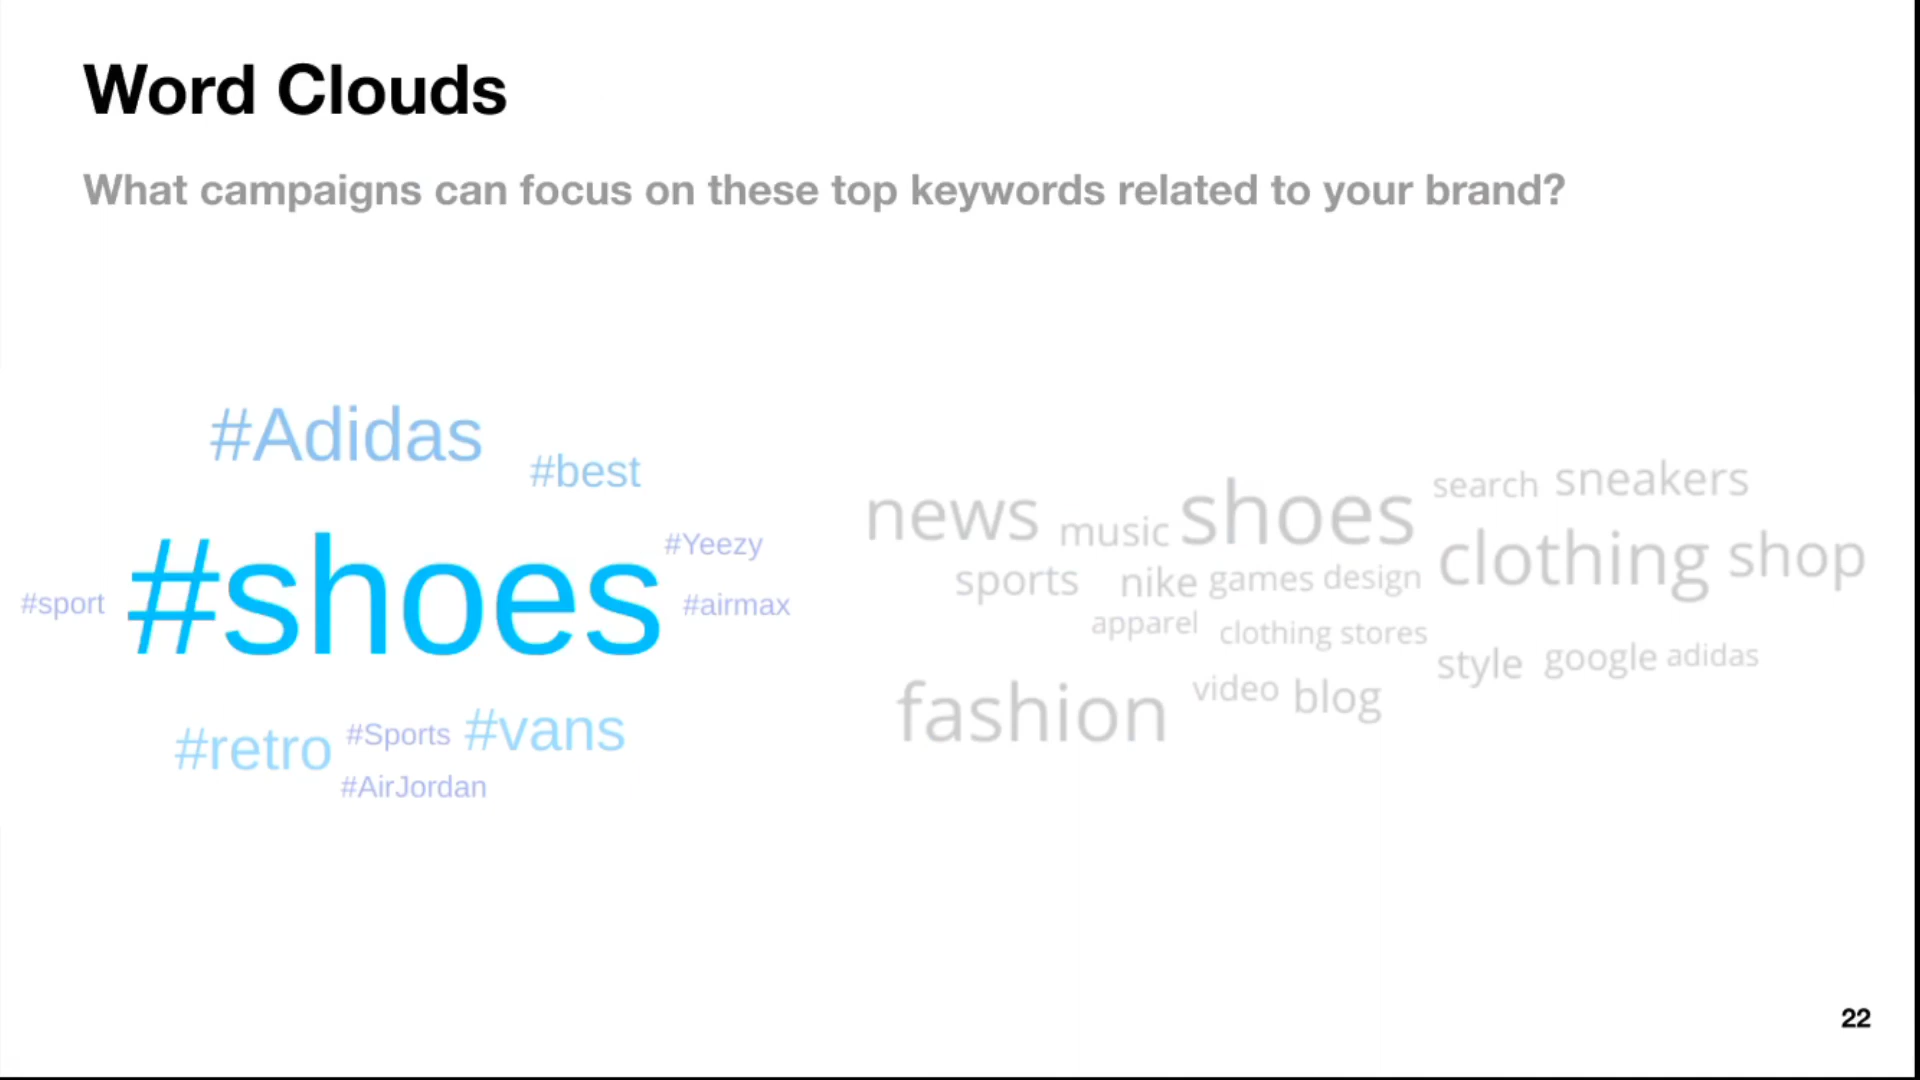 Word Clouds
What campaigns can focus on these top keywords related to your brand?
#Adidas
#best
#Yeezy
#sport #shoes #airmax
#retro #Sports #vans
#AirJordan
search sneakers
news music shoes
clothing shop
sports nike games design
apparel clothing stores
style google adidas
fashion video blog
22